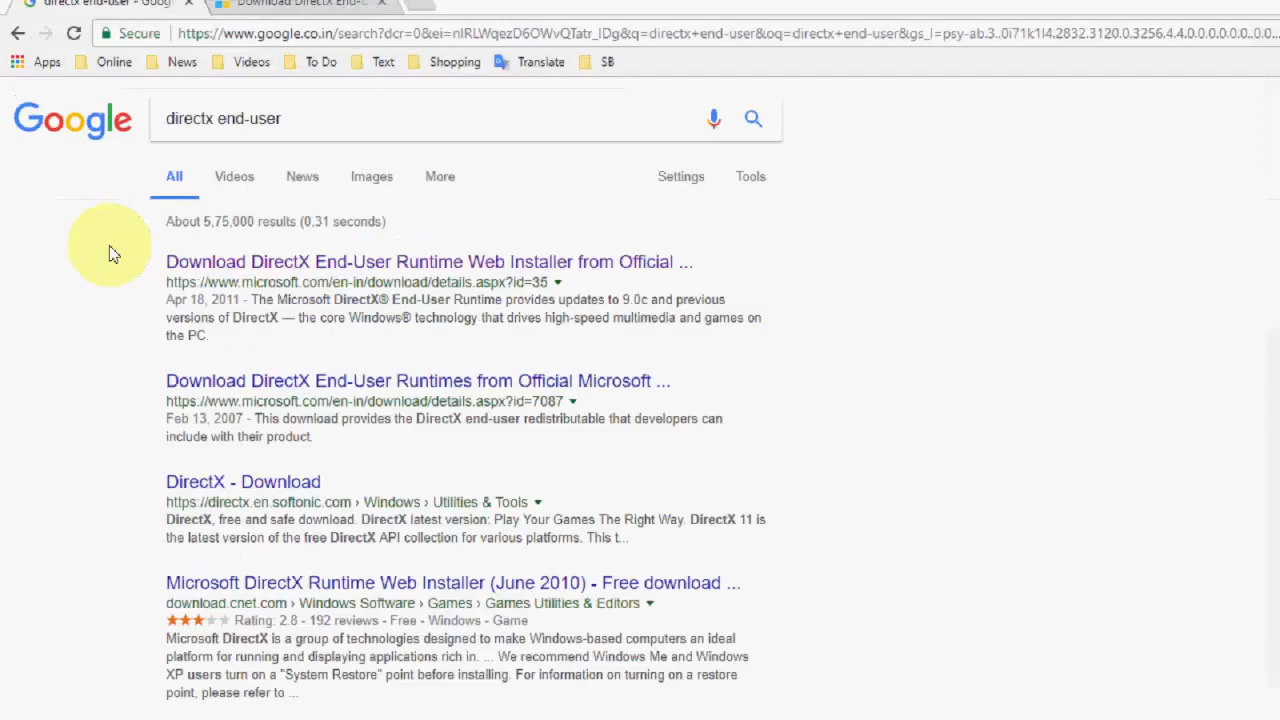 directx end-user - Goog
Download DirectX End-
Secure
https://www.google.co.in/search?dcr=0&ei=nIRLWqezD6OWvQTatr_IDg&q=directx+end-user&oq=directx+end-user&gs_l=psy-ab.3..0i71k1l4.2832.3120.0.3256.4.4.0.0.0.0.0.0..0.0...
Apps Online News Videos To Do Text Shopping Translate SB
Google
directx end-user
All Videos News Images More Settings Tools
About 5,75,000 results (0.31 seconds)
Download DirectX End-User Runtime Web Installer from Official ...
https://www.microsoft.com/en-in/download/details.aspx?id=35
Apr 18, 2011 - The Microsoft DirectX® End-User Runtime provides updates to 9.0c and previous
versions of DirectX — the core Windows® technology that drives high-speed multimedia and games on
the PC.
Download DirectX End-User Runtimes from Official Microsoft ...
https://www.microsoft.com/en-in/download/details.aspx?id=7087
Feb 13, 2007 - This download provides the DirectX end-user redistributable that developers can
include with their product.
DirectX - Download
https://directx.en.softonic.com › Windows › Utilities & Tools
DirectX, free and safe download. DirectX latest version: Play Your Games The Right Way. DirectX 11 is
the latest version of the free DirectX API collection for various platforms. This t...
Microsoft DirectX Runtime Web Installer (June 2010) - Free download ...
download.cnet.com › Windows Software › Games › Games Utilities & Editors
Rating: 2.8 - 192 reviews - Free - Windows - Game
Microsoft DirectX is a group of technologies designed to make Windows-based computers an ideal
platform for running and displaying applications rich in. ... We recommend Windows Me and Windows
XP users turn on a "System Restore" point before installing. For information on turning on a restore
point, please refer to ...